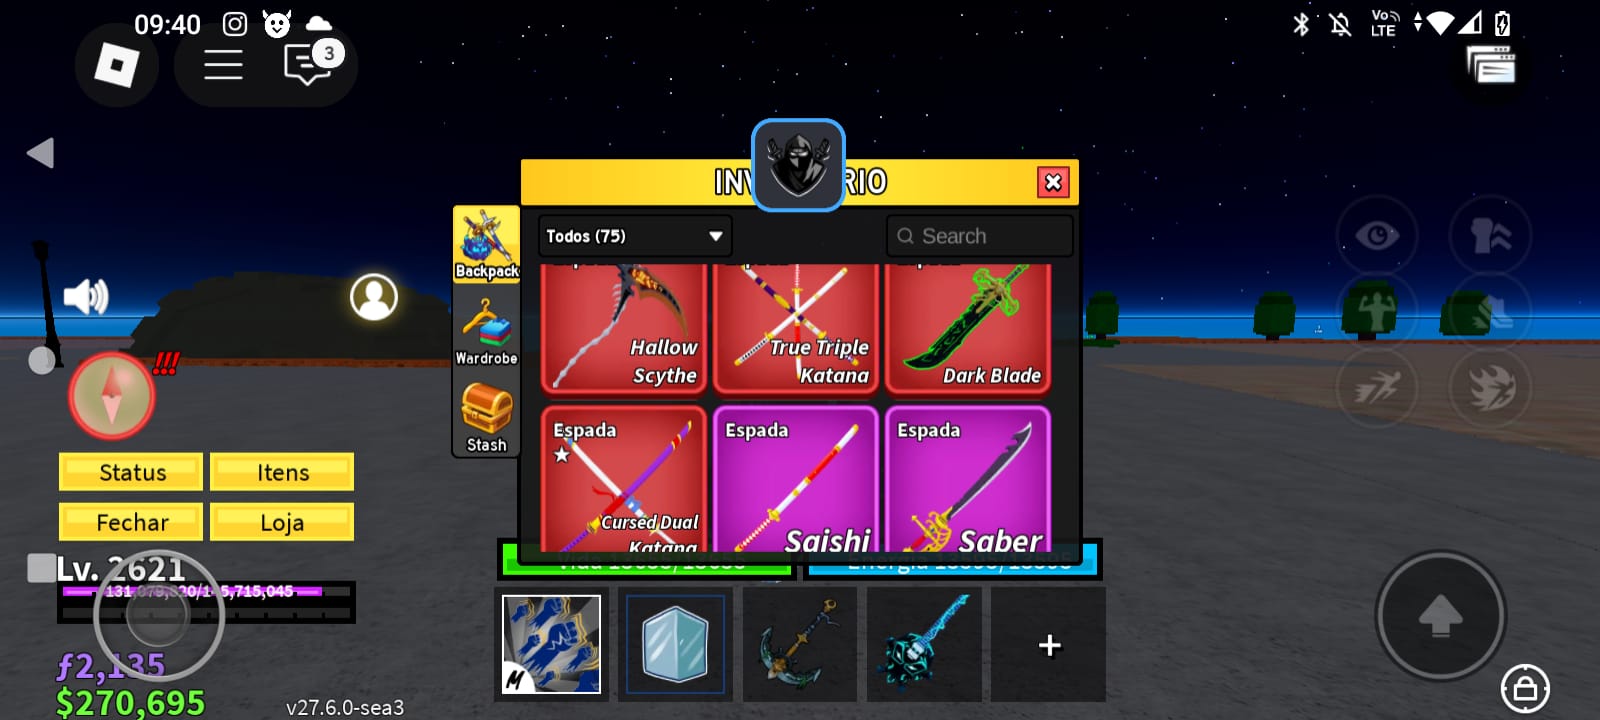 09:40
Vo
LTE
3
INV RIO
Todos (75)
Search
Backpack
Wardrobe
Stash
Hallow
Scythe
True Triple
Katana
Dark Blade
Espada
Cursed Dual
Katana
Espada
Saishi
Espada
Saber
!!!
Status
Itens
Fechar
Loja
Lv. 2621
ƒ2,135
$270,695
v27.6.0-sea3
M
+